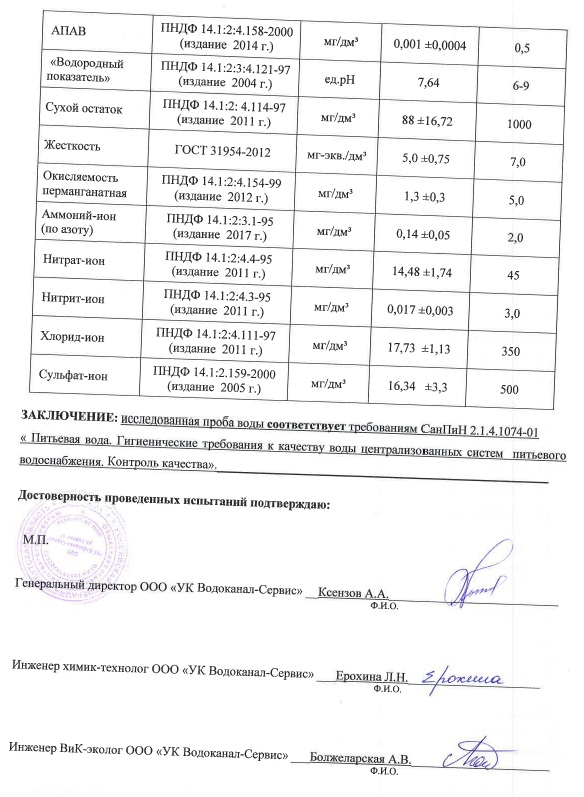 АПАВ ПНДФ 14.1:2:4.158-2000 (издание 2014 г.) мг/дм³ 0,001 ±0,0004 0,5
«Водородный показатель» ПНДФ 14.1:2:3:4.121-97 (издание 2004 г.) ед.pH 7,64 6-9
Сухой остаток ПНДФ 14.1:2: 4.114-97 (издание 2011 г.) мг/дм³ 88 ±16,72 1000
Жесткость ГОСТ 31954-2012 мг-экв./дм³ 5,0 ±0,75 7,0
Окисляемость перманганатная ПНДФ 14.1:2:4.154-99 (издание 2012 г.) мг/дм³ 1,3 ±0,3 5,0
Аммоний-ион (по азоту) ПНДФ 14.1:2:3.1-95 (издание 2017 г.) мг/дм³ 0,14 ±0,05 2,0
Нитрат-ион ПНДФ 14.1:2:4.4-95 (издание 2011 г.) мг/дм³ 14,48 ±1,74 45
Нитрит-ион ПНДФ 14.1:2:4.3-95 (издание 2011 г.) мг/дм³ 0,017 ±0,003 3,0
Хлорид-ион ПНДФ 14.1:2:4.111-97 (издание 2011 г.) мг/дм³ 17,73 ±1,13 350
Сульфат-ион ПНДФ 14.1:2.159-2000 (издание 2005 г.) мг/дм³ 16,34 ±3,3 500
ЗАКЛЮЧЕНИЕ: исследованная проба воды соответствует требованиям СанПиН 2.1.4.1074-01
« Питьевая вода. Гигиенические требования к качеству воды централизованных систем питьевого
водоснабжения. Контроль качества».
Достоверность проведенных испытаний подтверждаю:
М.П.
Генеральный директор ООО «УК Водоканал-Сервис» Ксензов А.А.
Ф.И.О.
Инженер химик-технолог ООО «УК Водоканал-Сервис» Ерохина Л.Н. Ерохина
Ф.И.О.
Инженер ВиК-эколог ООО «УК Водоканал-Сервис» Болжеларская А.В.
Ф.И.О.